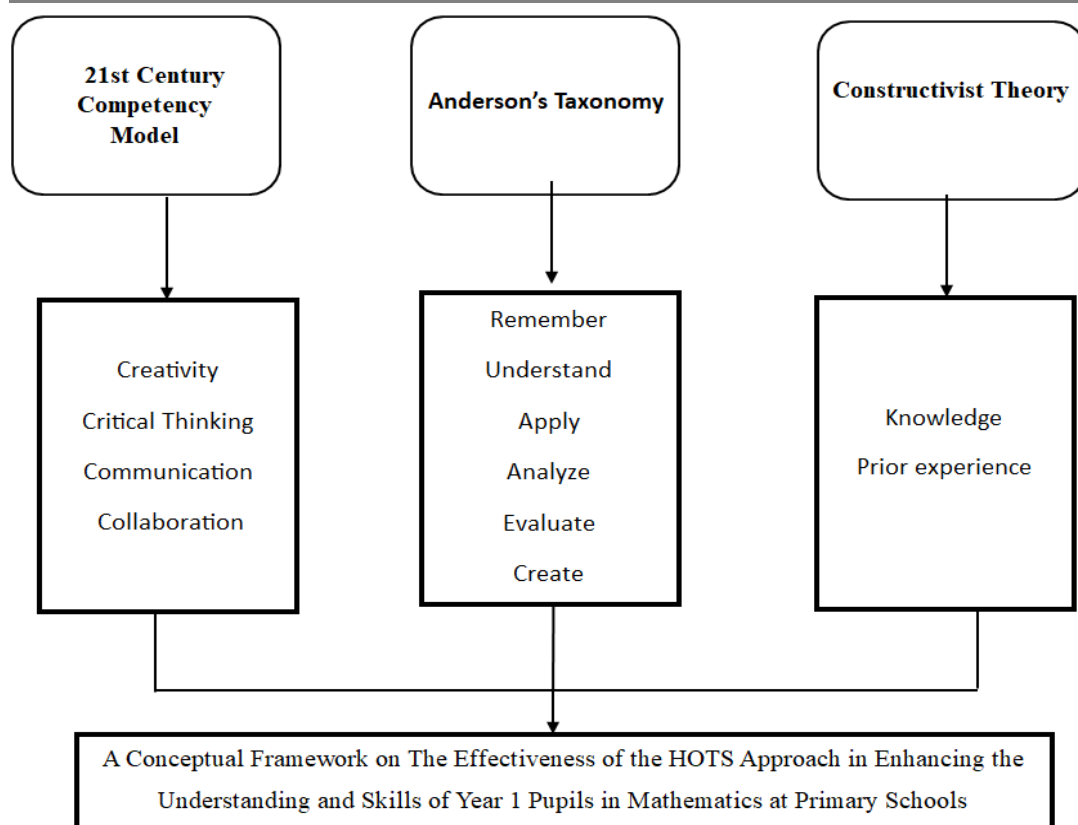 21st Century
Competency
Model
Anderson's Taxonomy
Constructivist Theory
Creativity
Critical Thinking
Communication
Collaboration
Remember
Understand
Apply
Analyze
Evaluate
Create
Knowledge
Prior experience
A Conceptual Framework on The Effectiveness of the HOTS Approach in Enhancing the
Understanding and Skills of Year 1 Pupils in Mathematics at Primary Schools